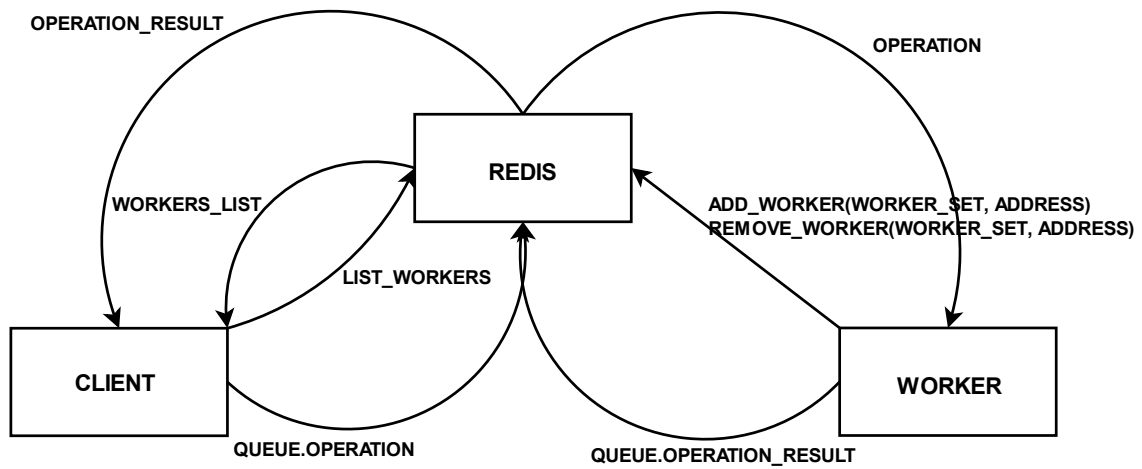 OPERATION_RESULT
OPERATION
REDIS
WORKERS_LIST
ADD_WORKER(WORKER_SET, ADDRESS)
REMOVE_WORKER(WORKER_SET, ADDRESS)
LIST_WORKERS
CLIENT
WORKER
QUEUE.OPERATION
QUEUE.OPERATION_RESULT